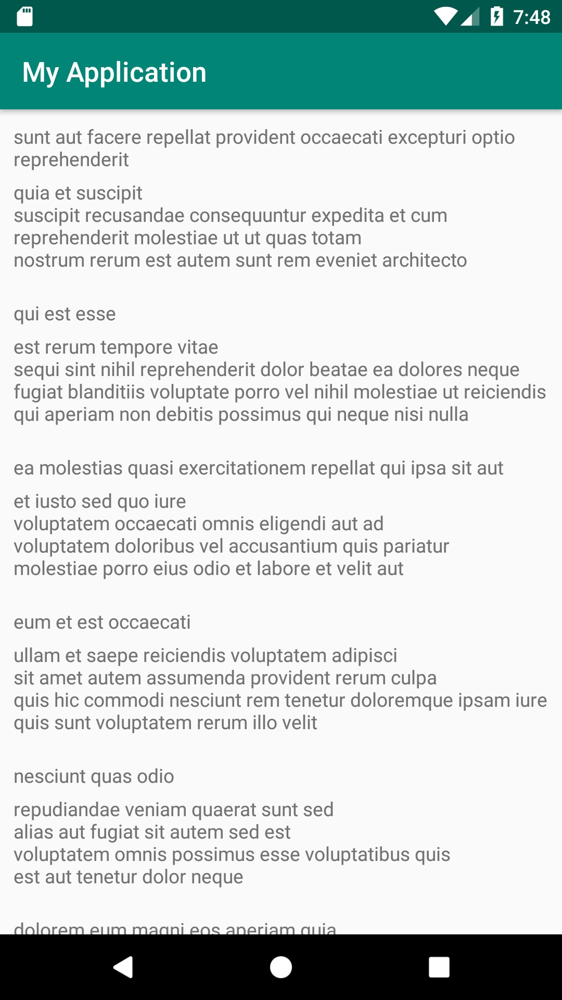 7:48
My Application
sunt aut facere repellat provident occaecati excepturi optio
reprehenderit
quia et suscipit
suscipit recusandae consequuntur expedita et cum
reprehenderit molestiae ut ut quas totam
nostrum rerum est autem sunt rem eveniet architecto
qui est esse
est rerum tempore vitae
sequi sint nihil reprehenderit dolor beatae ea dolores neque
fugiat blanditiis voluptate porro vel nihil molestiae ut reiciendis
qui aperiam non debitis possimus qui neque nisi nulla
ea molestias quasi exercitationem repellat qui ipsa sit aut
et iusto sed quo iure
voluptatem occaecati omnis eligendi aut ad
voluptatem doloribus vel accusantium quis pariatur
molestiae porro eius odio et labore et velit aut
eum et est occaecati
ullam et saepe reiciendis voluptatem adipisci
sit amet autem assumenda provident rerum culpa
quis hic commodi nesciunt rem tenetur doloremque ipsam iure
quis sunt voluptatem rerum illo velit
nesciunt quas odio
repudiandae veniam quaerat sunt sed
alias aut fugiat sit autem sed est
voluptatem omnis possimus esse voluptatibus quis
est aut tenetur dolor neque
dolorem eum magni eos aperiam quia